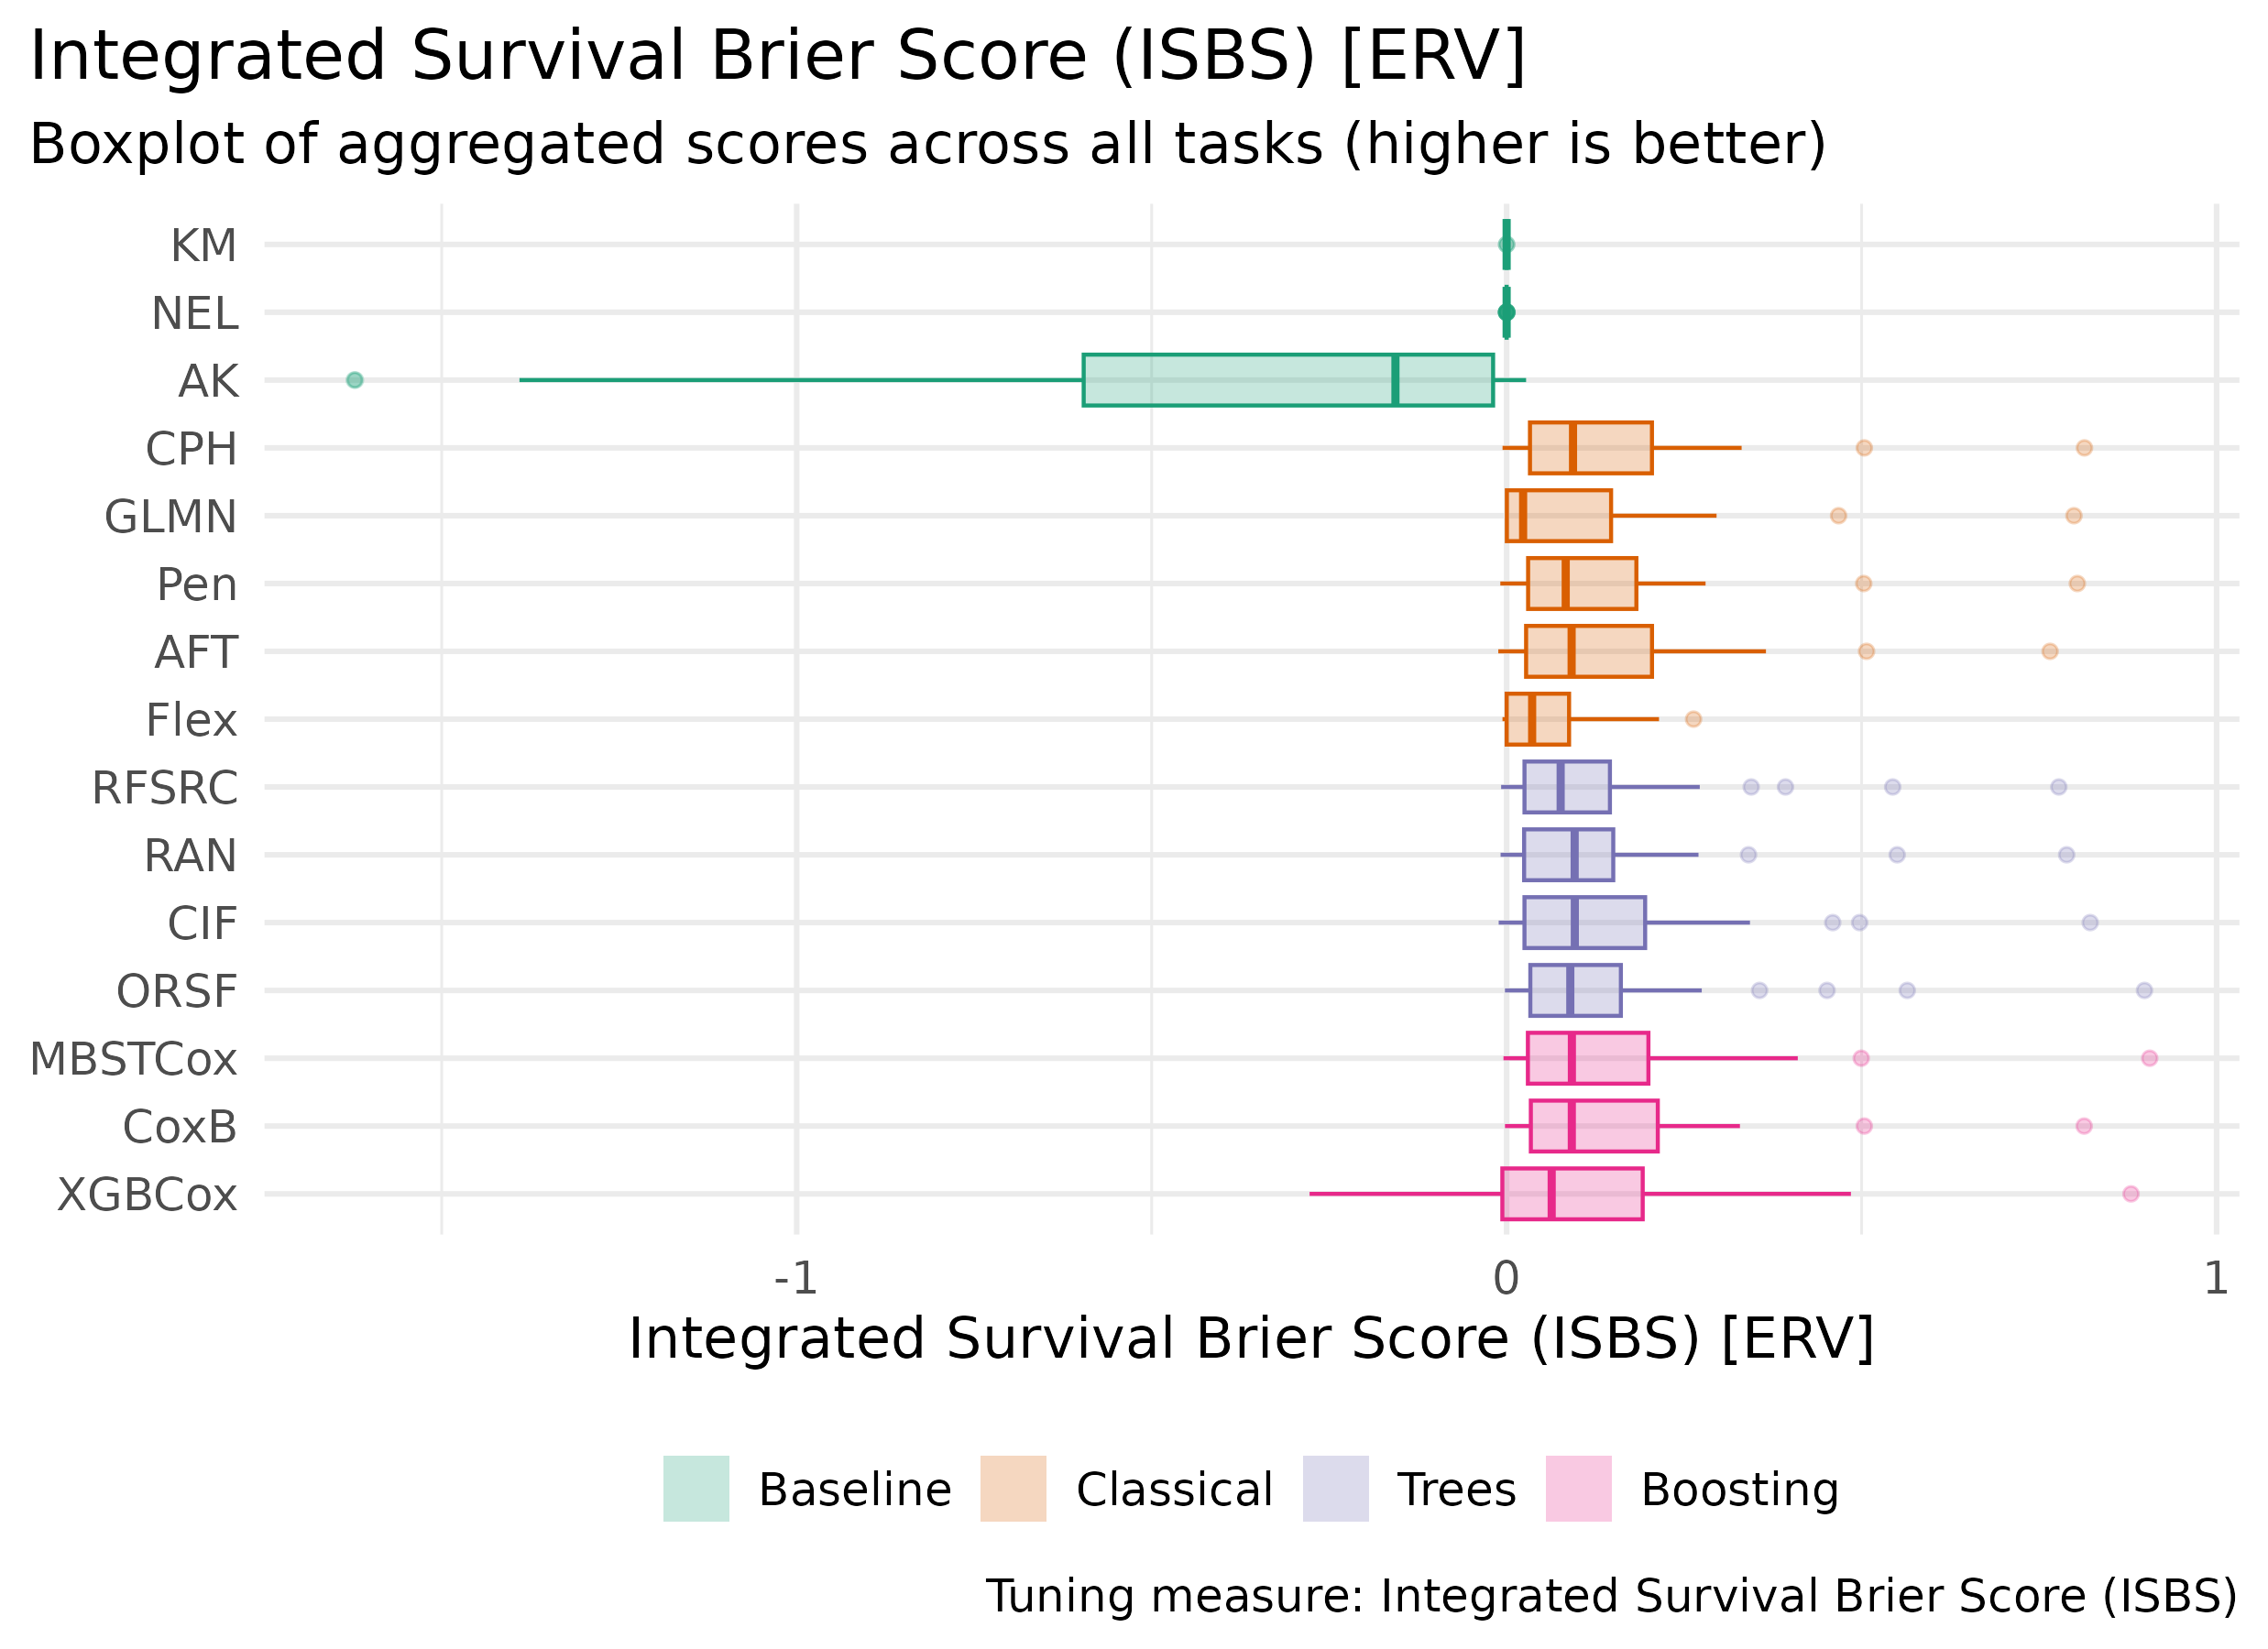 Integrated Survival Brier Score (ISBS) [ERV]
Boxplot of aggregated scores across all tasks (higher is better)
KM
NEL
AK
CPH
GLMN
Pen
AFT
Flex
RFSRC
RAN
CIF
ORSF
MBSTCox
CoxB
XGBCox
-1 0 1
Integrated Survival Brier Score (ISBS) [ERV]
Baseline Classical Trees Boosting
Tuning measure: Integrated Survival Brier Score (ISBS)